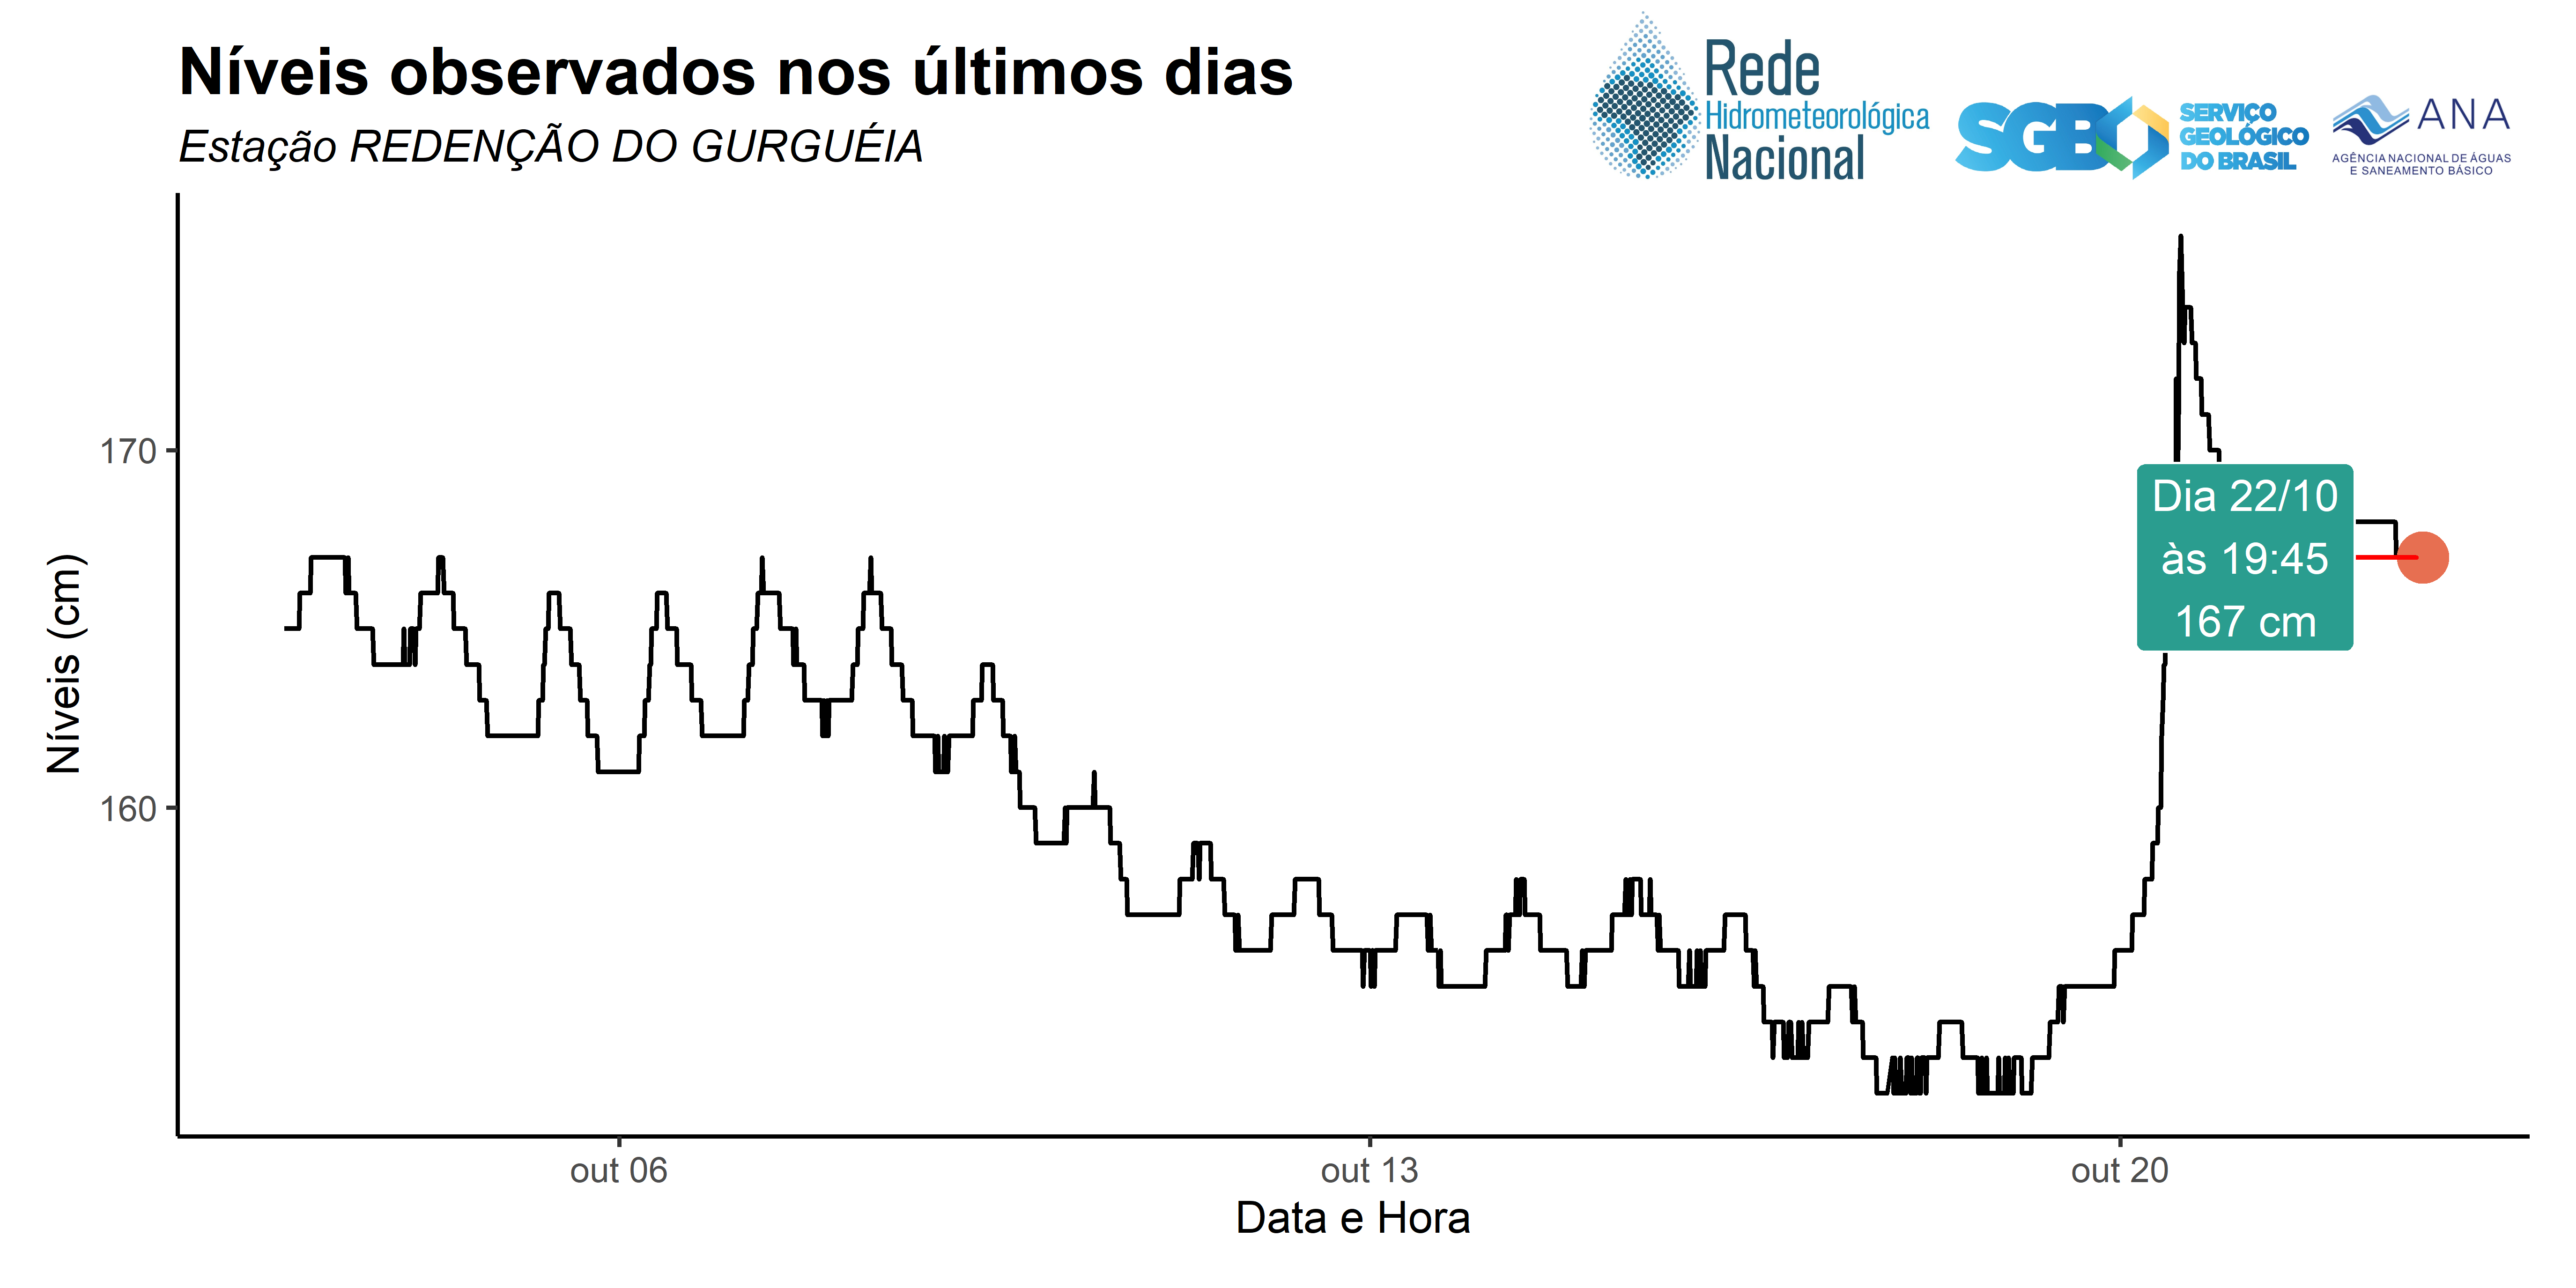 Níveis observados nos últimos dias
Estação REDENÇÃO DO GURGUÉIA
Rede
Hidrometeorológica
Nacional
SGB
SERVIÇO
GEOLÓGICO
DO BRASIL
ANA
AGÊNCIA NACIONAL DE ÁGUAS
E SANEAMENTO BÁSICO
Níveis (cm)
170
160
Dia 22/10
às 19:45
167 cm
out 06
out 13
out 20
Data e Hora